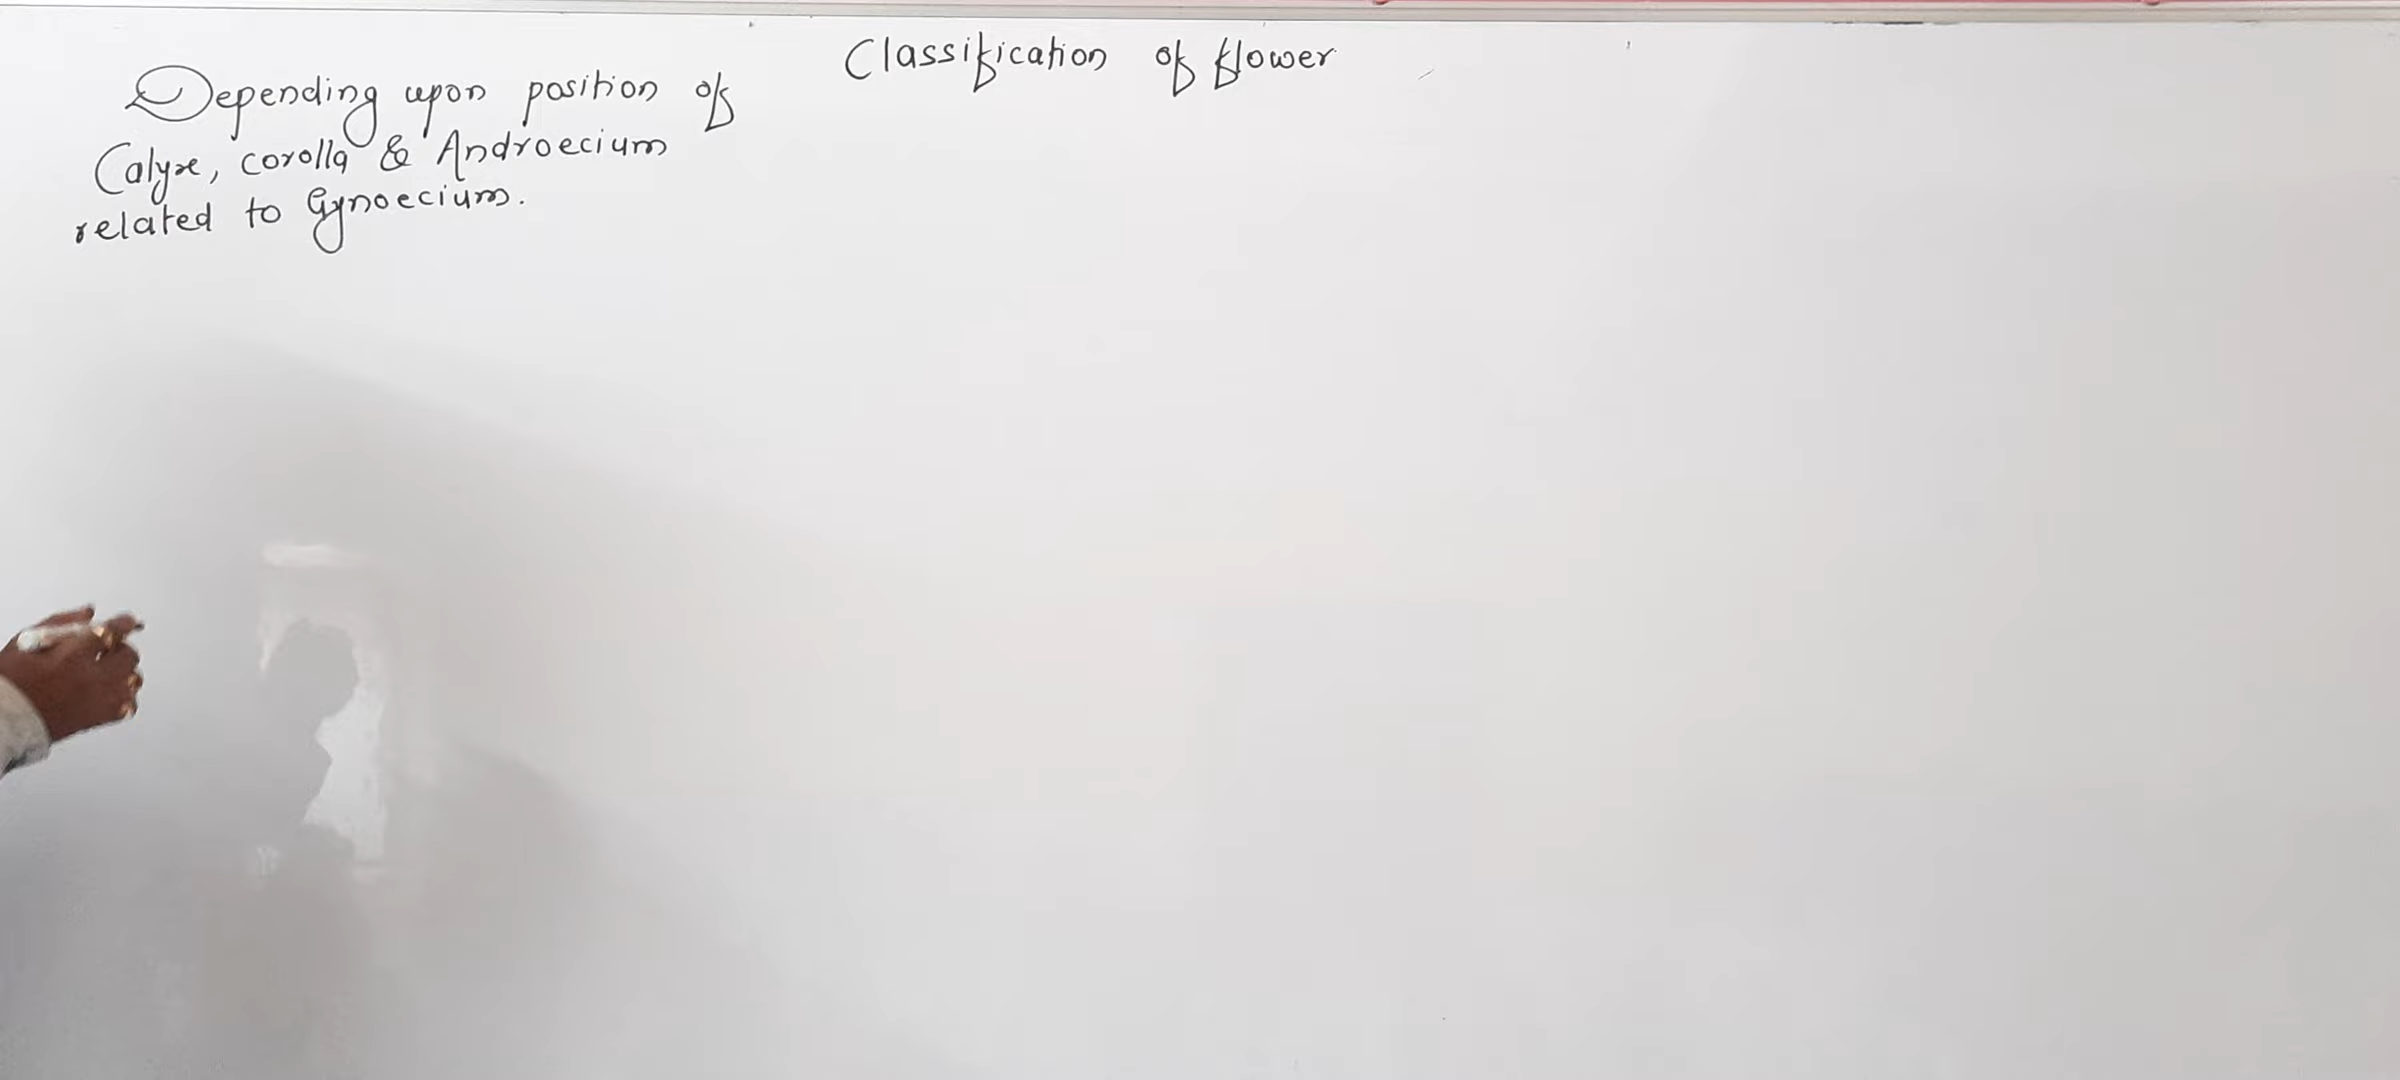 Classification of flower
Depending upon position of
Calyx, corolla & Androecium
related to Gynoecium.